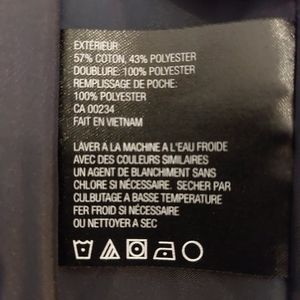 EXTÉRIEUR:
57% COTON, 43% POLYESTER
DOUBLURE: 100% POLYESTER
REMPLISSAGE DE POCHE:
100% POLYESTER
CA 00234
FAIT EN VIETNAM
LAVER À LA MACHINE A L'EAU FROIDE
AVEC DES COULEURS SIMILAIRES
UN AGENT DE BLANCHIMENT SANS
CHLORE SI NÉCESSAIRE. SECHER PAR
CULBUTAGE A BASSE TEMPERATURE
FER FROID SI NÉCESSAIRE
OU NETTOYER A SEC